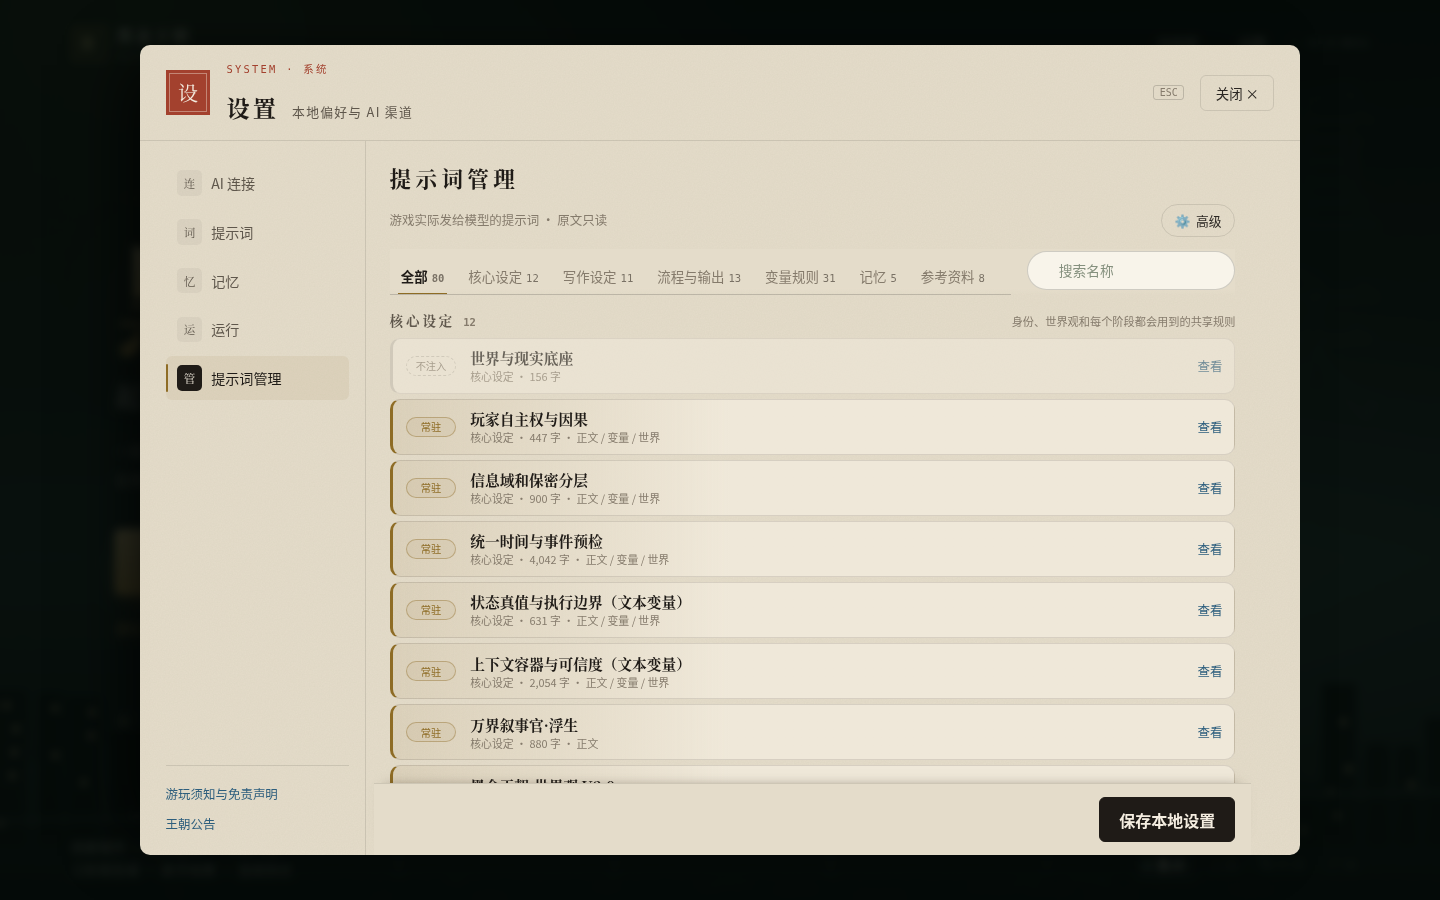 设
SYSTEM · 系统
设置 本地偏好与 AI 渠道
ESC
关闭 ×
连 AI 连接
词 提示词
忆 记忆
运 运行
管 提示词管理
游玩须知与免责声明
王朝公告
提示词管理
游戏实际发给模型的提示词 · 原文只读
高级
全部 80 核心设定 12 写作设定 11 流程与输出 13 变量规则 31 记忆 5 参考资料 8
搜索名称
核心设定 12
身份、世界观和每个阶段都会用到的共享规则
不注入
世界与现实底座
核心设定 · 156 字
查看
常驻
玩家自主权与因果
核心设定 · 447 字 · 正文 / 变量 / 世界
查看
常驻
信息域和保密分层
核心设定 · 900 字 · 正文 / 变量 / 世界
查看
常驻
统一时间与事件预检
核心设定 · 4,042 字 · 正文 / 变量 / 世界
查看
常驻
状态真值与执行边界（文本变量）
核心设定 · 631 字 · 正文 / 变量 / 世界
查看
常驻
上下文容器与可信度（文本变量）
核心设定 · 2,054 字 · 正文 / 变量 / 世界
查看
常驻
万界叙事官·浮生
核心设定 · 880 字 · 正文
查看
保存本地设置